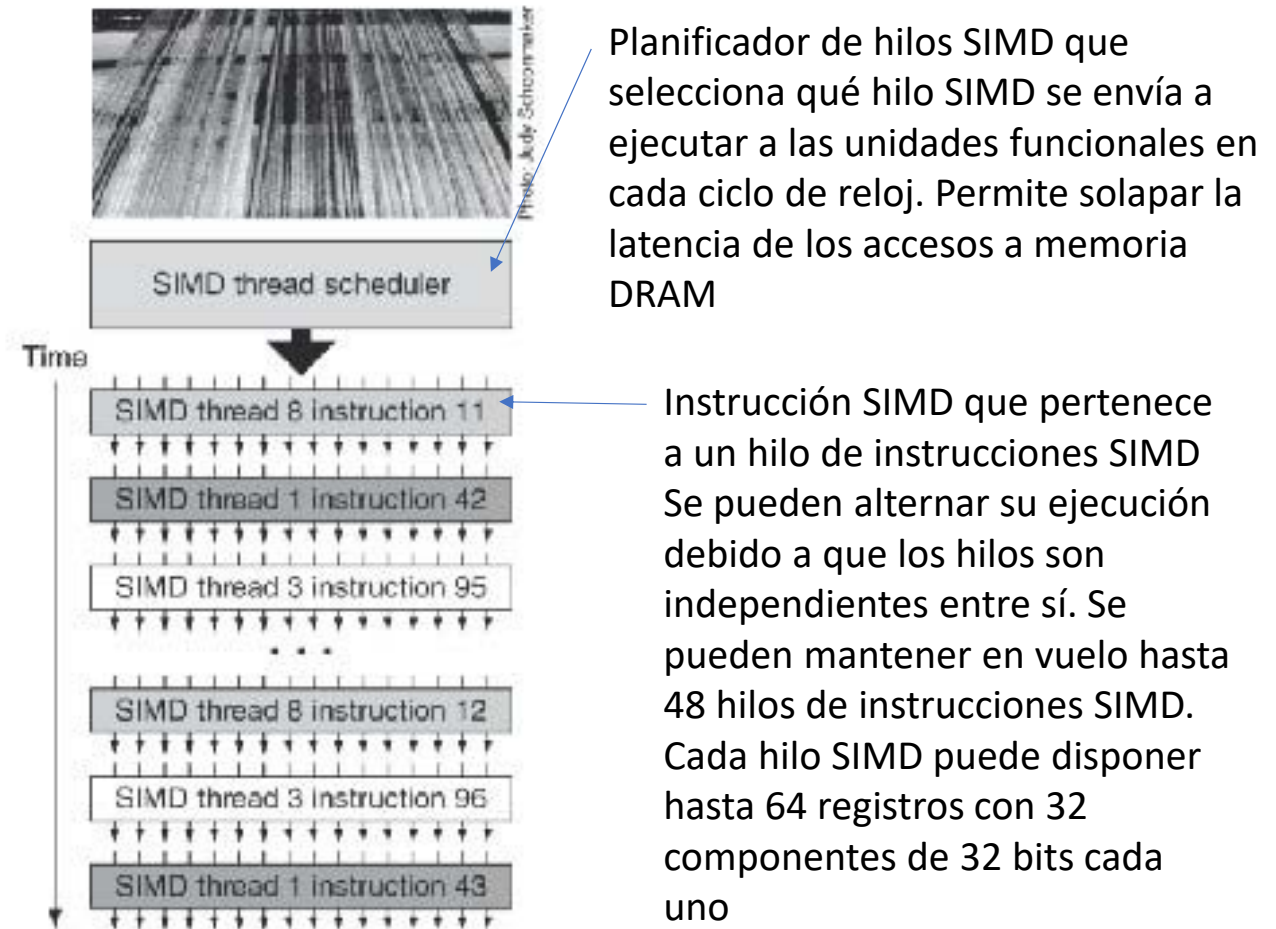 Photo: Judy Schoonmaker
Planificador de hilos SIMD que
selecciona qué hilo SIMD se envía a
ejecutar a las unidades funcionales en
cada ciclo de reloj. Permite solapar la
latencia de los accesos a memoria
DRAM
SIMD thread scheduler
Time
SIMD thread 8 instruction 11
SIMD thread 1 instruction 42
SIMD thread 3 instruction 95
. . .
SIMD thread 8 instruction 12
SIMD thread 3 instruction 96
SIMD thread 1 instruction 43
Instrucción SIMD que pertenece
a un hilo de instrucciones SIMD
Se pueden alternar su ejecución
debido a que los hilos son
independientes entre sí. Se
pueden mantener en vuelo hasta
48 hilos de instrucciones SIMD.
Cada hilo SIMD puede disponer
hasta 64 registros con 32
componentes de 32 bits cada
uno